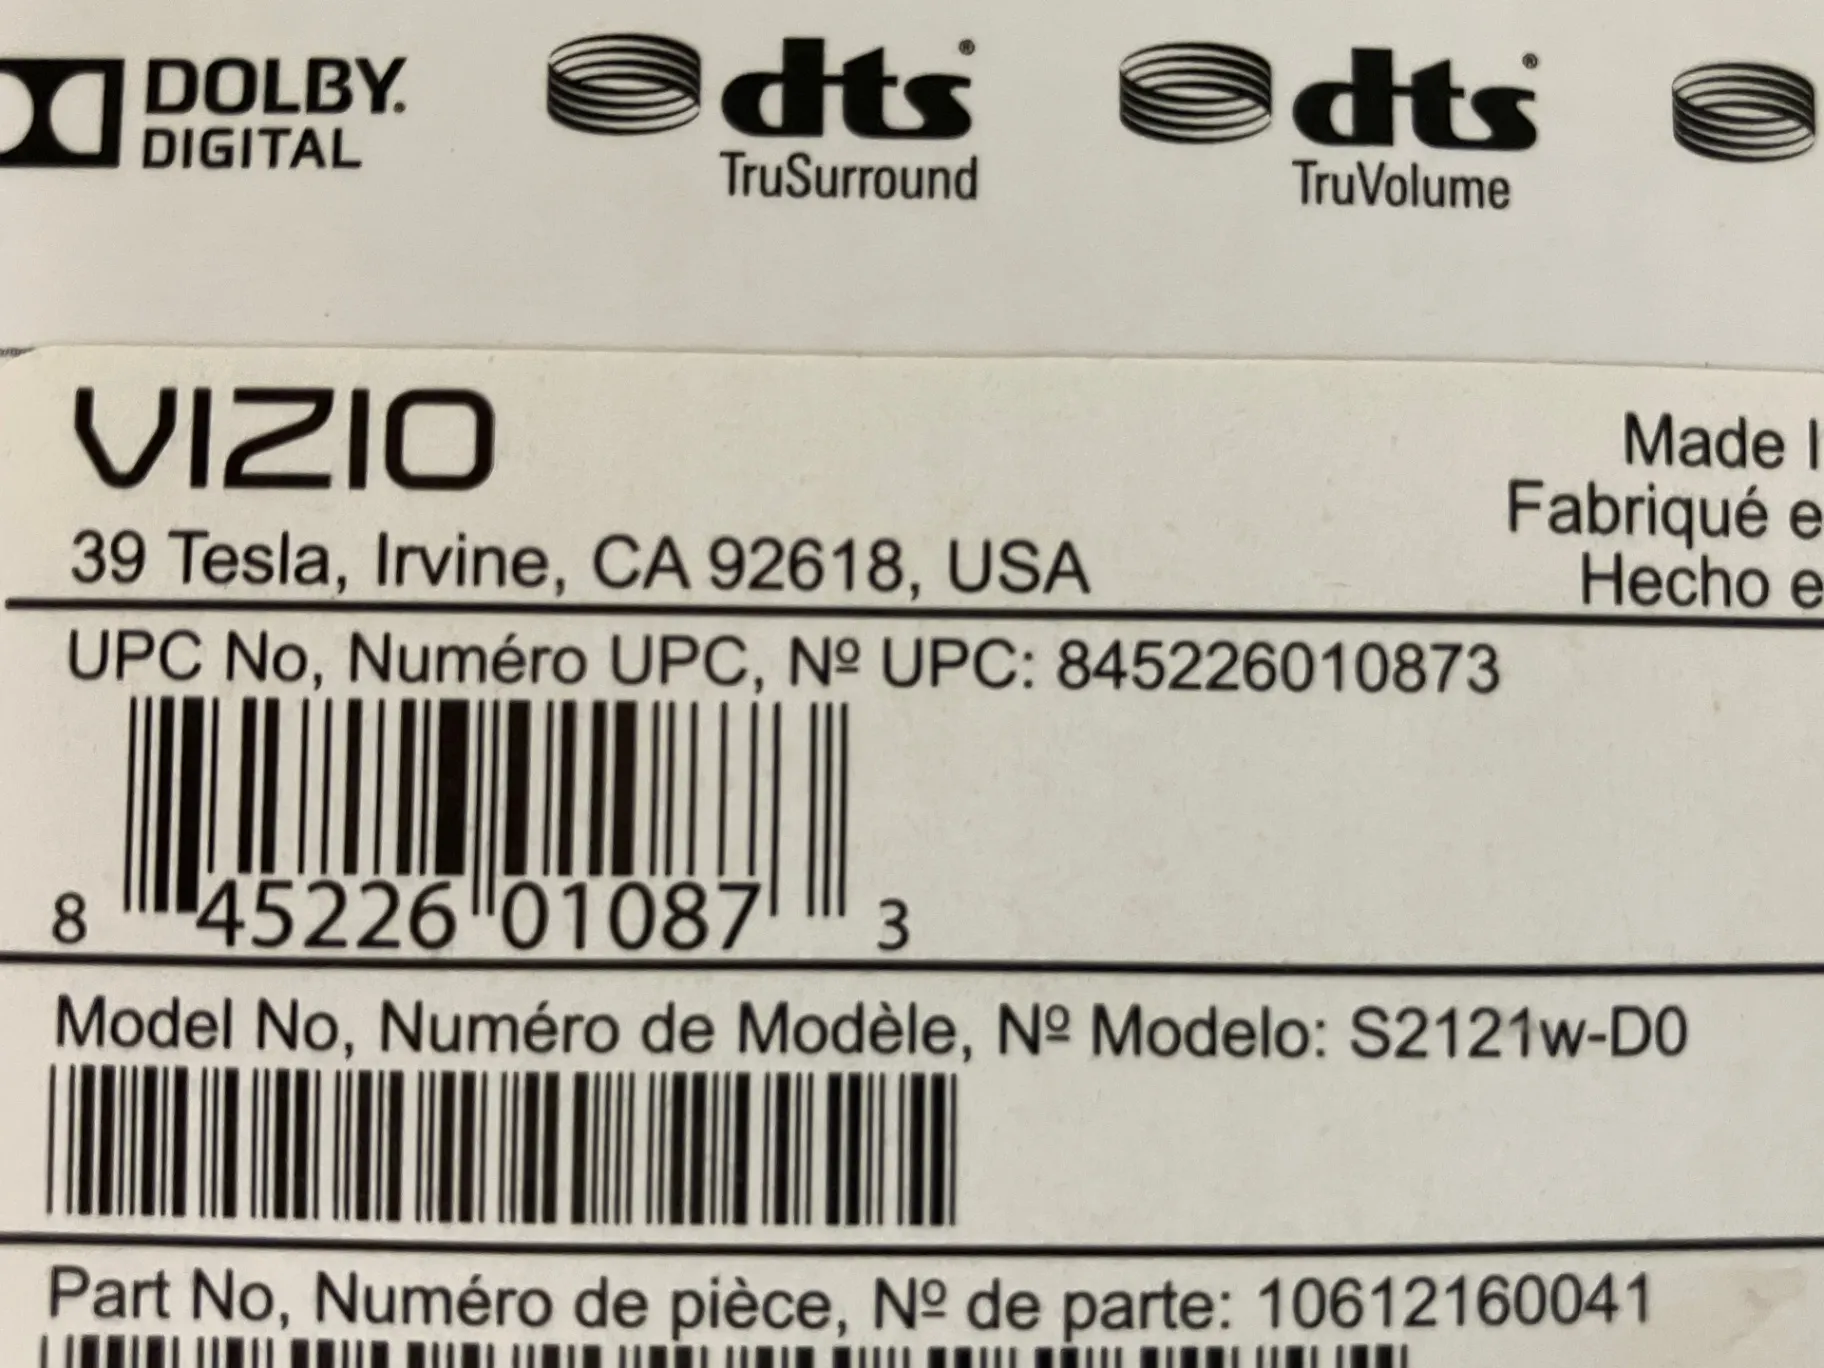 DOLBY.
DIGITAL
dts®
TruSurround
dts®
TruVolume
VIZIO
39 Tesla, Irvine, CA 92618, USA
Made I
Fabriqué e
Hecho e
UPC No, Numéro UPC, Nº UPC: 845226010873
8 45226 01087 3
Model No, Numéro de Modèle, Nº Modelo: S2121w-D0
Part No, Numéro de pièce, Nº de parte: 10612160041